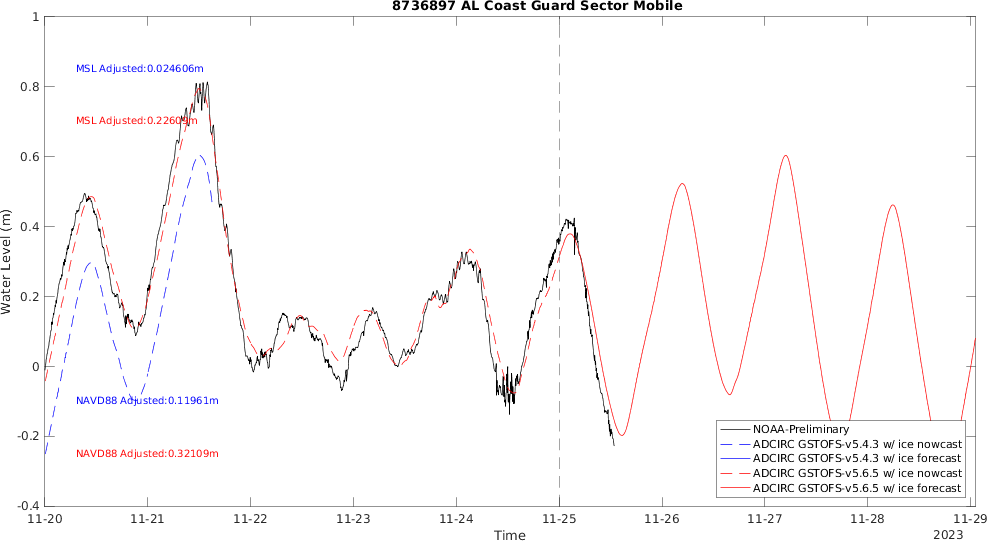 8736897 AL Coast Guard Sector Mobile
Water Level (m)
1
0.8
0.6
0.4
0.2
0
-0.2
-0.4
MSL Adjusted:0.024606m
MSL Adjusted:
NAVD88 Adjusted:0.11961m
NAVD88 Adjusted:0.32109m
NOAA-Preliminary
ADCIRC GSTOFS-v5.4.3 w/ ice nowcast
ADCIRC GSTOFS-v5.4.3 w/ ice forecast
ADCIRC GSTOFS-v5.6.5 w/ ice nowcast
ADCIRC GSTOFS-v5.6.5 w/ ice forecast
11-20 11-21 11-22 11-23 11-24 11-25 11-26 11-27 11-28 11-29
Time
2023